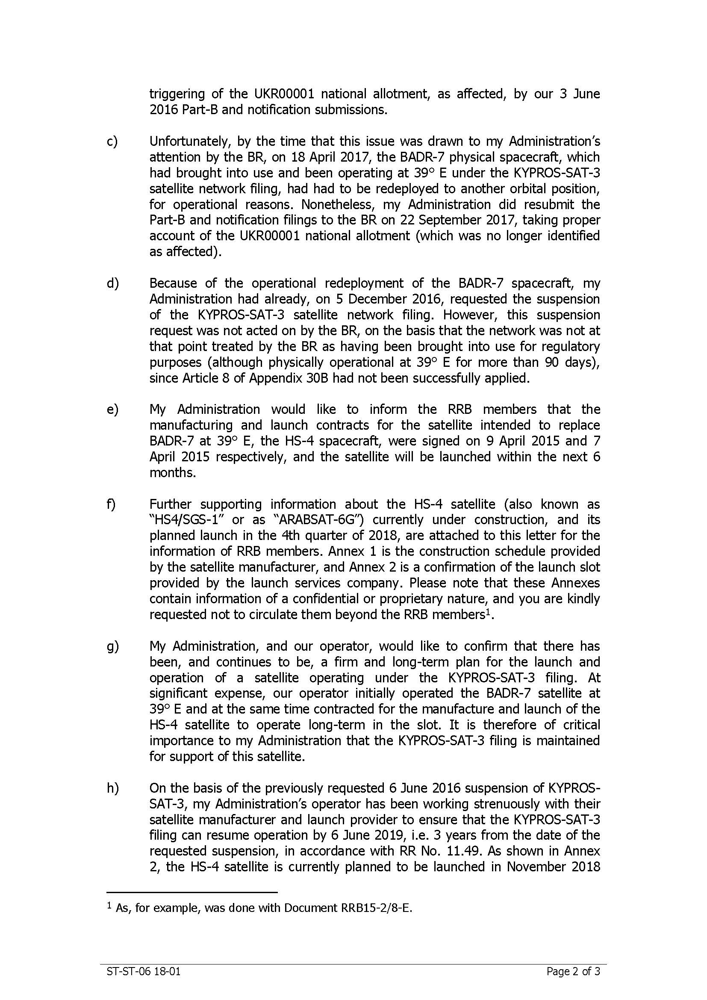 triggering of the UKR00001 national allotment, as affected, by our 3 June
2016 Part-B and notification submissions.
c) Unfortunately, by the time that this issue was drawn to my Administration’s
attention by the BR, on 18 April 2017, the BADR-7 physical spacecraft, which
had brought into use and been operating at 39° E under the KYPROS-SAT-3
satellite network filing, had had to be redeployed to another orbital position,
for operational reasons. Nonetheless, my Administration did resubmit the
Part-B and notification filings to the BR on 22 September 2017, taking proper
account of the UKR00001 national allotment (which was no longer identified
as affected).
d) Because of the operational redeployment of the BADR-7 spacecraft, my
Administration had already, on 5 December 2016, requested the suspension
of the KYPROS-SAT-3 satellite network filing. However, this suspension
request was not acted on by the BR, on the basis that the network was not at
that point treated by the BR as having been brought into use for regulatory
purposes (although physically operational at 39° E for more than 90 days),
since Article 8 of Appendix 30B had not been successfully applied.
e) My Administration would like to inform the RRB members that the
manufacturing and launch contracts for the satellite intended to replace
BADR-7 at 39° E, the HS-4 spacecraft, were signed on 9 April 2015 and 7
April 2015 respectively, and the satellite will be launched within the next 6
months.
f) Further supporting information about the HS-4 satellite (also known as
“HS4/SGS-1” or as “ARABSAT-6G”) currently under construction, and its
planned launch in the 4th quarter of 2018, are attached to this letter for the
information of RRB members. Annex 1 is the construction schedule provided
by the satellite manufacturer, and Annex 2 is a confirmation of the launch slot
provided by the launch services company. Please note that these Annexes
contain information of a confidential or proprietary nature, and you are kindly
requested not to circulate them beyond the RRB members¹.
g) My Administration, and our operator, would like to confirm that there has
been, and continues to be, a firm and long-term plan for the launch and
operation of a satellite operating under the KYPROS-SAT-3 filing. At
significant expense, our operator initially operated the BADR-7 satellite at
39° E and at the same time contracted for the manufacture and launch of the
HS-4 satellite to operate long-term in the slot. It is therefore of critical
importance to my Administration that the KYPROS-SAT-3 filing is maintained
for support of this satellite.
h) On the basis of the previously requested 6 June 2016 suspension of KYPROS-
SAT-3, my Administration’s operator has been working strenuously with their
satellite manufacturer and launch provider to ensure that the KYPROS-SAT-3
filing can resume operation by 6 June 2019, i.e. 3 years from the date of the
requested suspension, in accordance with RR No. 11.49. As shown in Annex
2, the HS-4 satellite is currently planned to be launched in November 2018
¹ As, for example, was done with Document RRB15-2/8-E.
ST-ST-06 18-01 Page 2 of 3